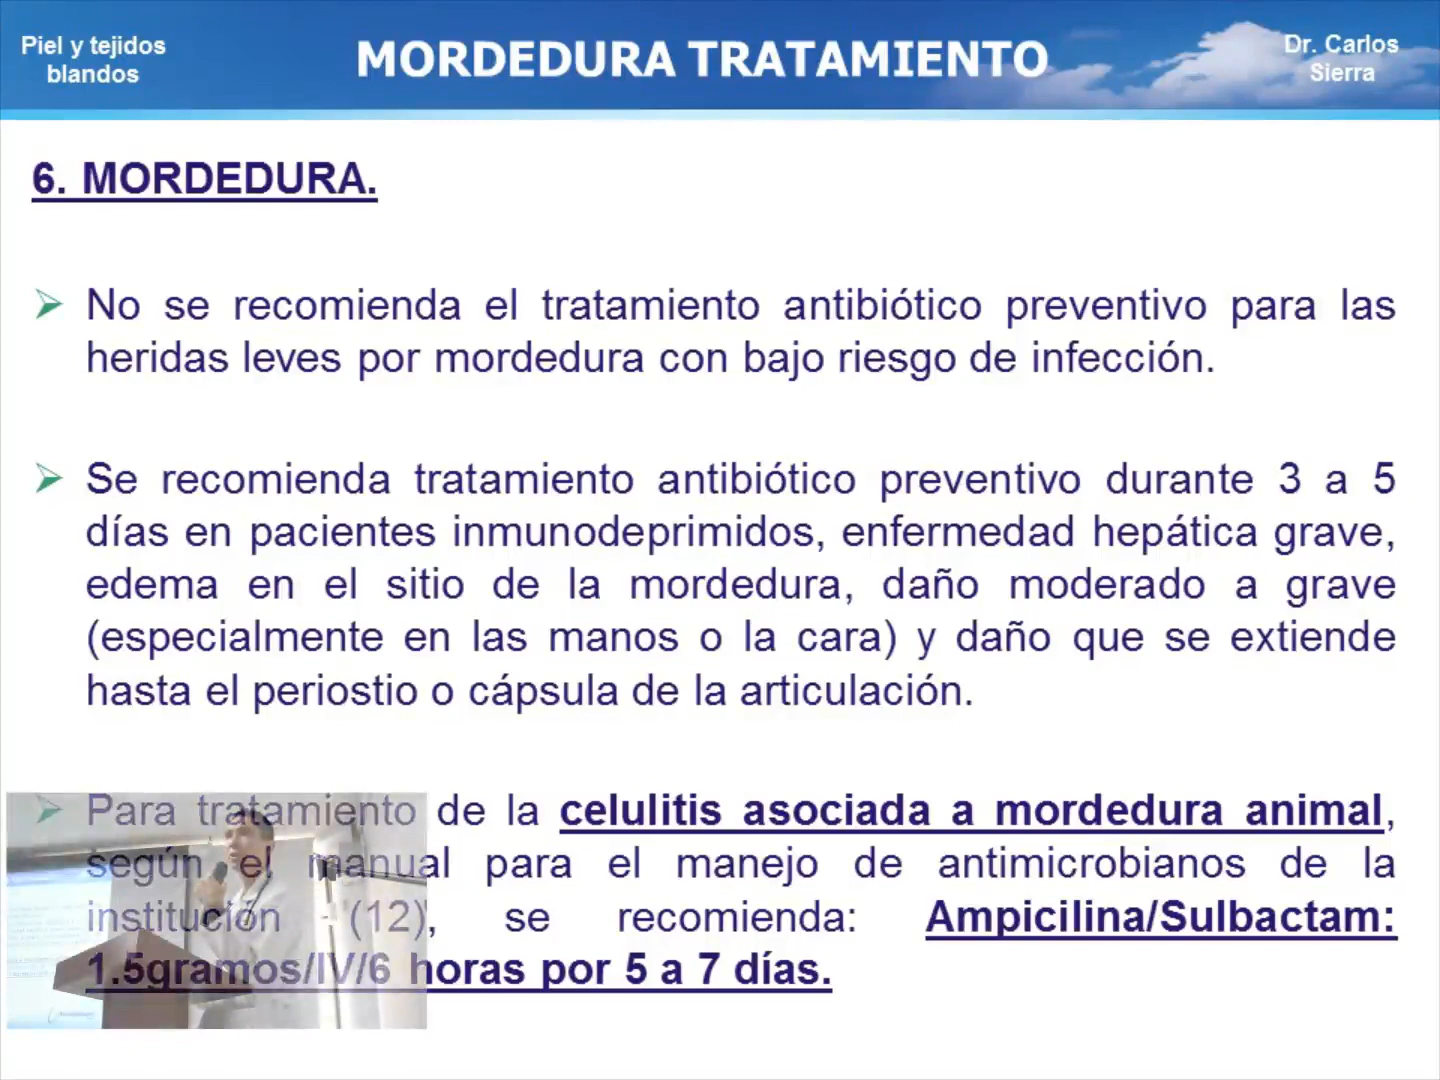 Piel y tejidos
blandos
MORDEDURA TRATAMIENTO
Dr. Carlos
Sierra
6. MORDEDURA.
No se recomienda el tratamiento antibiótico preventivo para las
heridas leves por mordedura con bajo riesgo de infección.
Se recomienda tratamiento antibiótico preventivo durante 3 a 5
días en pacientes inmunodeprimidos, enfermedad hepática grave,
edema en el sitio de la mordedura, daño moderado a grave
(especialmente en las manos o la cara) y daño que se extiende
hasta el periostio o cápsula de la articulación.
Para tratamiento de la celulitis asociada a mordedura animal,
según el manual para el manejo de antimicrobianos de la
institución (12), se recomienda: Ampicilina/Sulbactam:
1.5gramos/IV/6 horas por 5 a 7 días.